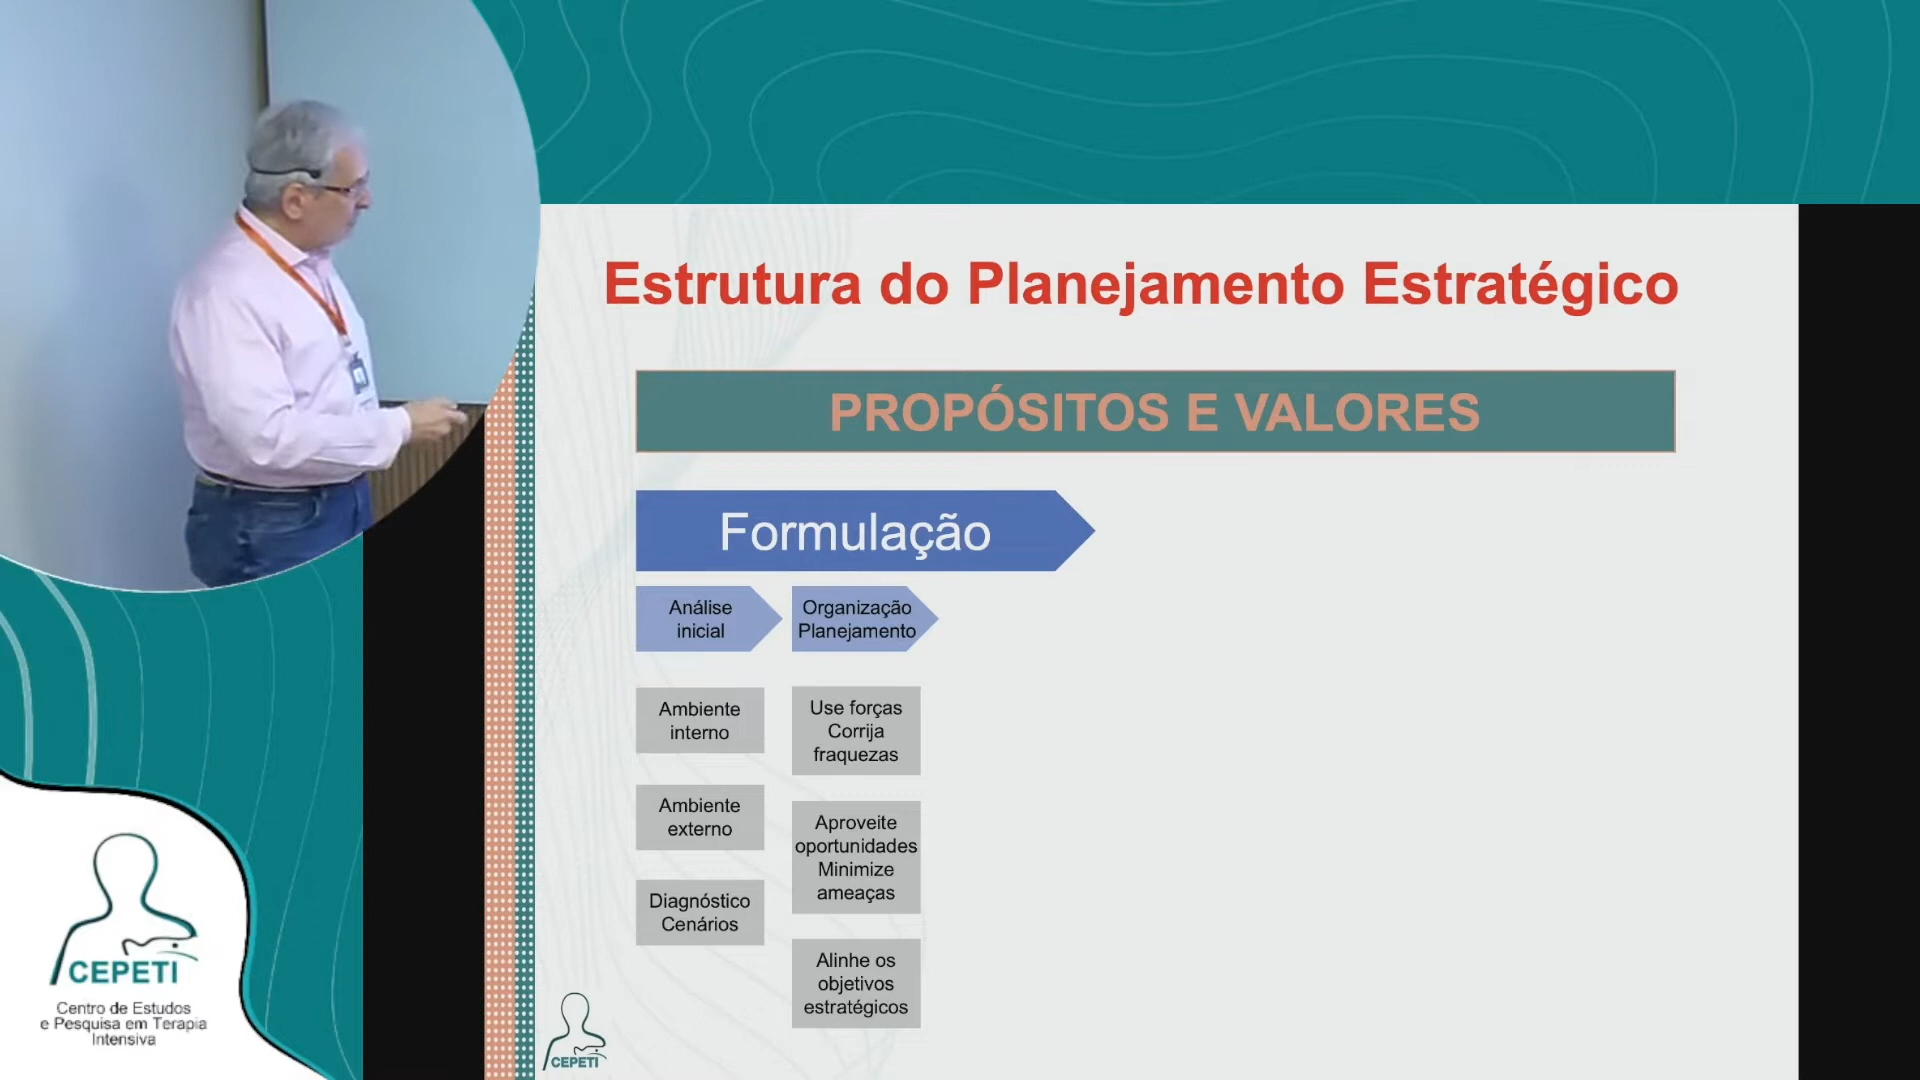 Estrutura do Planejamento Estratégico
PROPÓSITOS E VALORES
Formulação
Análise
inicial
Organização
Planejamento
Ambiente
interno
Use forças
Corrija
fraquezas
Ambiente
externo
Aproveite
oportunidades
Minimize
ameaças
Diagnóstico
Cenários
Alinhe os
objetivos
estratégicos
CEPETI
CEPETI
Centro de Estudos
e Pesquisa em Terapia
Intensiva